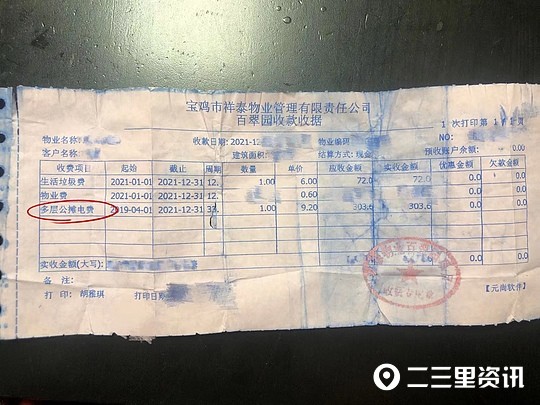 宝鸡市祥泰物业管理有限责任公司
百翠园收款收据
1 次打印第 1/1 页
物业名称: 收款日期: 2021-12 物业编码 NO:
客户名称: 建筑面积: 结算方式: 现金 预收账户余额: 0.00
收费项目 起始 截止 周期 数量 单价 应收金额 实收金额 优惠金额 欠款金额
生活垃圾费 2021-01-01 2021-12-31 12. 1.00 6.00 72.0 72.0 0.0 0.0
物业费 2021-01-01 2021-12-31 12. 0.60 0.0 0.0
多层公摊电费 2019-04-01 2021-12-31 33. 1.00 9.20 303.6 303.6 0.0 0.0
实收金额(大写):
备 注:
打 印: 胡雅琪 打印日期 【元尚软件】
二三里资讯